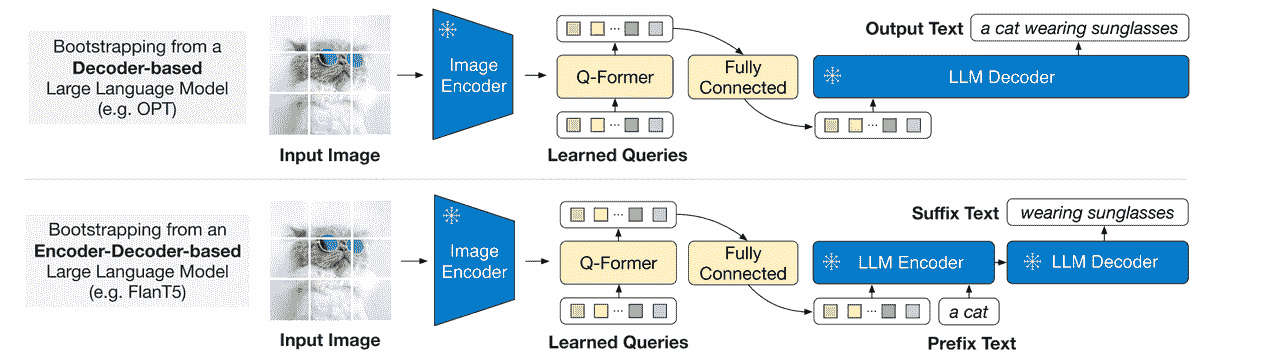 Bootstrapping from a
Decoder-based
Large Language Model
(e.g. OPT)
Input Image
Image
Encoder
Q-Former
Learned Queries
Fully
Connected
Output Text
a cat wearing sunglasses
LLM Decoder
Bootstrapping from an
Encoder-Decoder-based
Large Language Model
(e.g. FlanT5)
Input Image
Image
Encoder
Q-Former
Learned Queries
Fully
Connected
Suffix Text
wearing sunglasses
LLM Encoder
LLM Decoder
a cat
Prefix Text